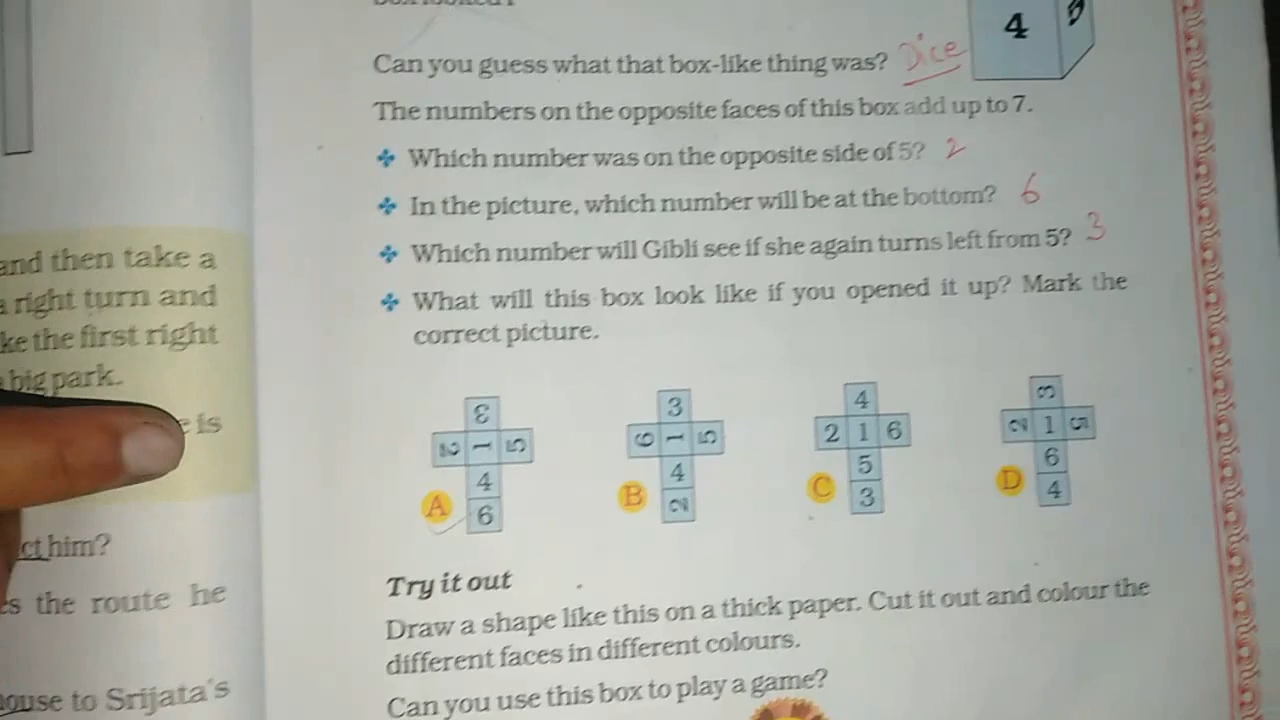 4 5
Can you guess what that box-like thing was? Dice
The numbers on the opposite faces of this box add up to 7.
Which number was on the opposite side of 5? 2
In the picture, which number will be at the bottom? 6
Which number will Gibli see if she again turns left from 5? 3
What will this box look like if you opened it up? Mark the
correct picture.
3
2 1 5
4
6
A
3
6 1 5
4
2
B
4
2 1 6
5
3
C
3
2 1 5
6
4
D
Try it out
Draw a shape like this on a thick paper. Cut it out and colour the
different faces in different colours.
Can you use this box to play a game?
and then take a
right turn and
ke the first right
big park.
is
ct him?
s the route he
ouse to Srijata's